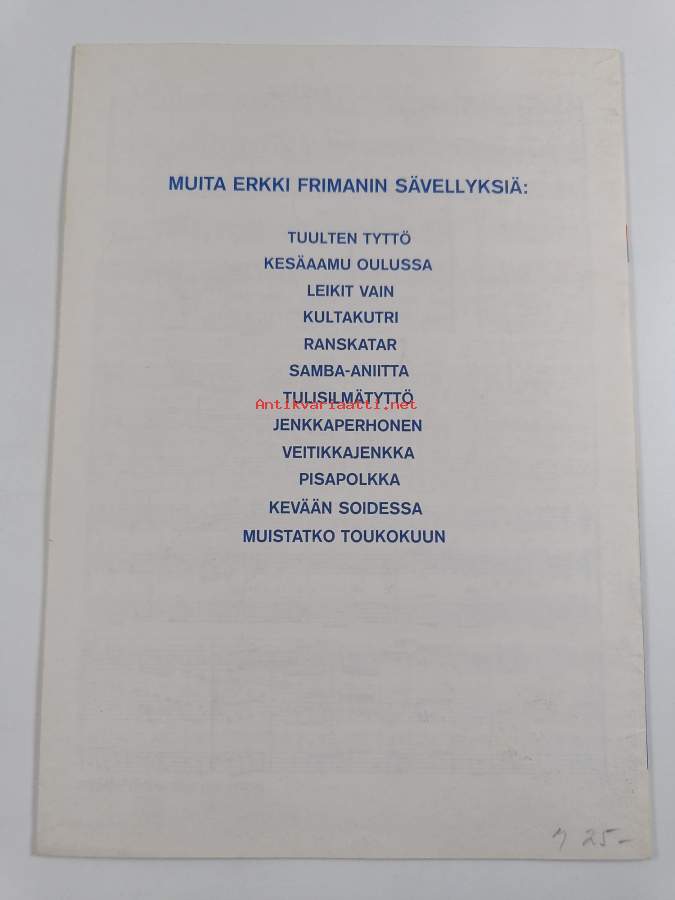 MUITA ERKKI FRIMANIN SÄVELLYKSIÄ:
TUULTEN TYTTÖ
KESÄAAMU OULUSSA
LEIKIT VAIN
KULTAKUTRI
RANSKATAR
SAMBA-ANIITTA
TULISILMÄTYTTÖ
Antikvariaatti.net
JENKKAPERHONEN
VEITIKKAJENKKA
PISAPOLKKA
KEVÄÄN SOIDESSA
MUISTATKO TOUKOKUUN
25-